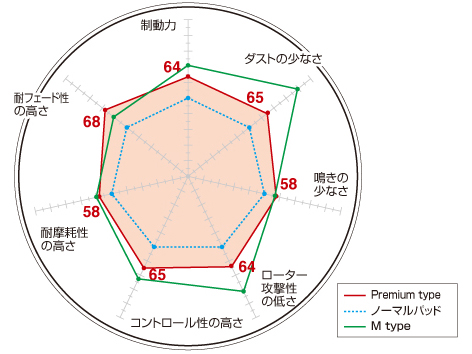 制動力
64
ダストの少なさ
65
耐フェード性
の高さ
68
鳴きの
少なさ
58
58
耐摩耗性
の高さ
ローター
攻撃性
の低さ
64
65
コントロール性の高さ
Premium type
ノーマルパッド
M type